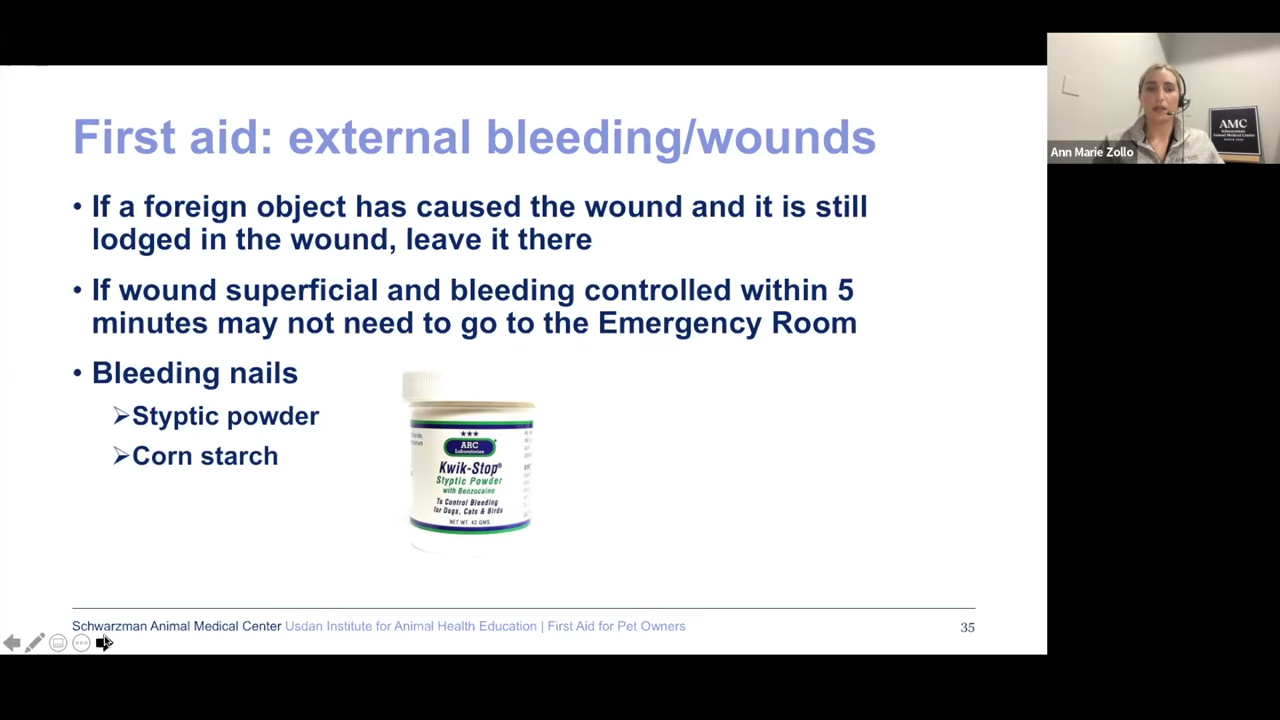 First aid: external bleeding/wounds
• If a foreign object has caused the wound and it is still
lodged in the wound, leave it there
• If wound superficial and bleeding controlled within 5
minutes may not need to go to the Emergency Room
• Bleeding nails
➢Styptic powder
➢Corn starch
★★★
ARC
Laboratories
Kwik-Stop®
Styptic Powder
with Benzocaine
To Control Bleeding
for Dogs, Cats & Birds
NET WT. 42 GMS.
Schwarzman Animal Medical Center Usdan Institute for Animal Health Education | First Aid for Pet Owners
35
AMC
Schwarzman
Animal Medical Center
Ann Marie Zollo